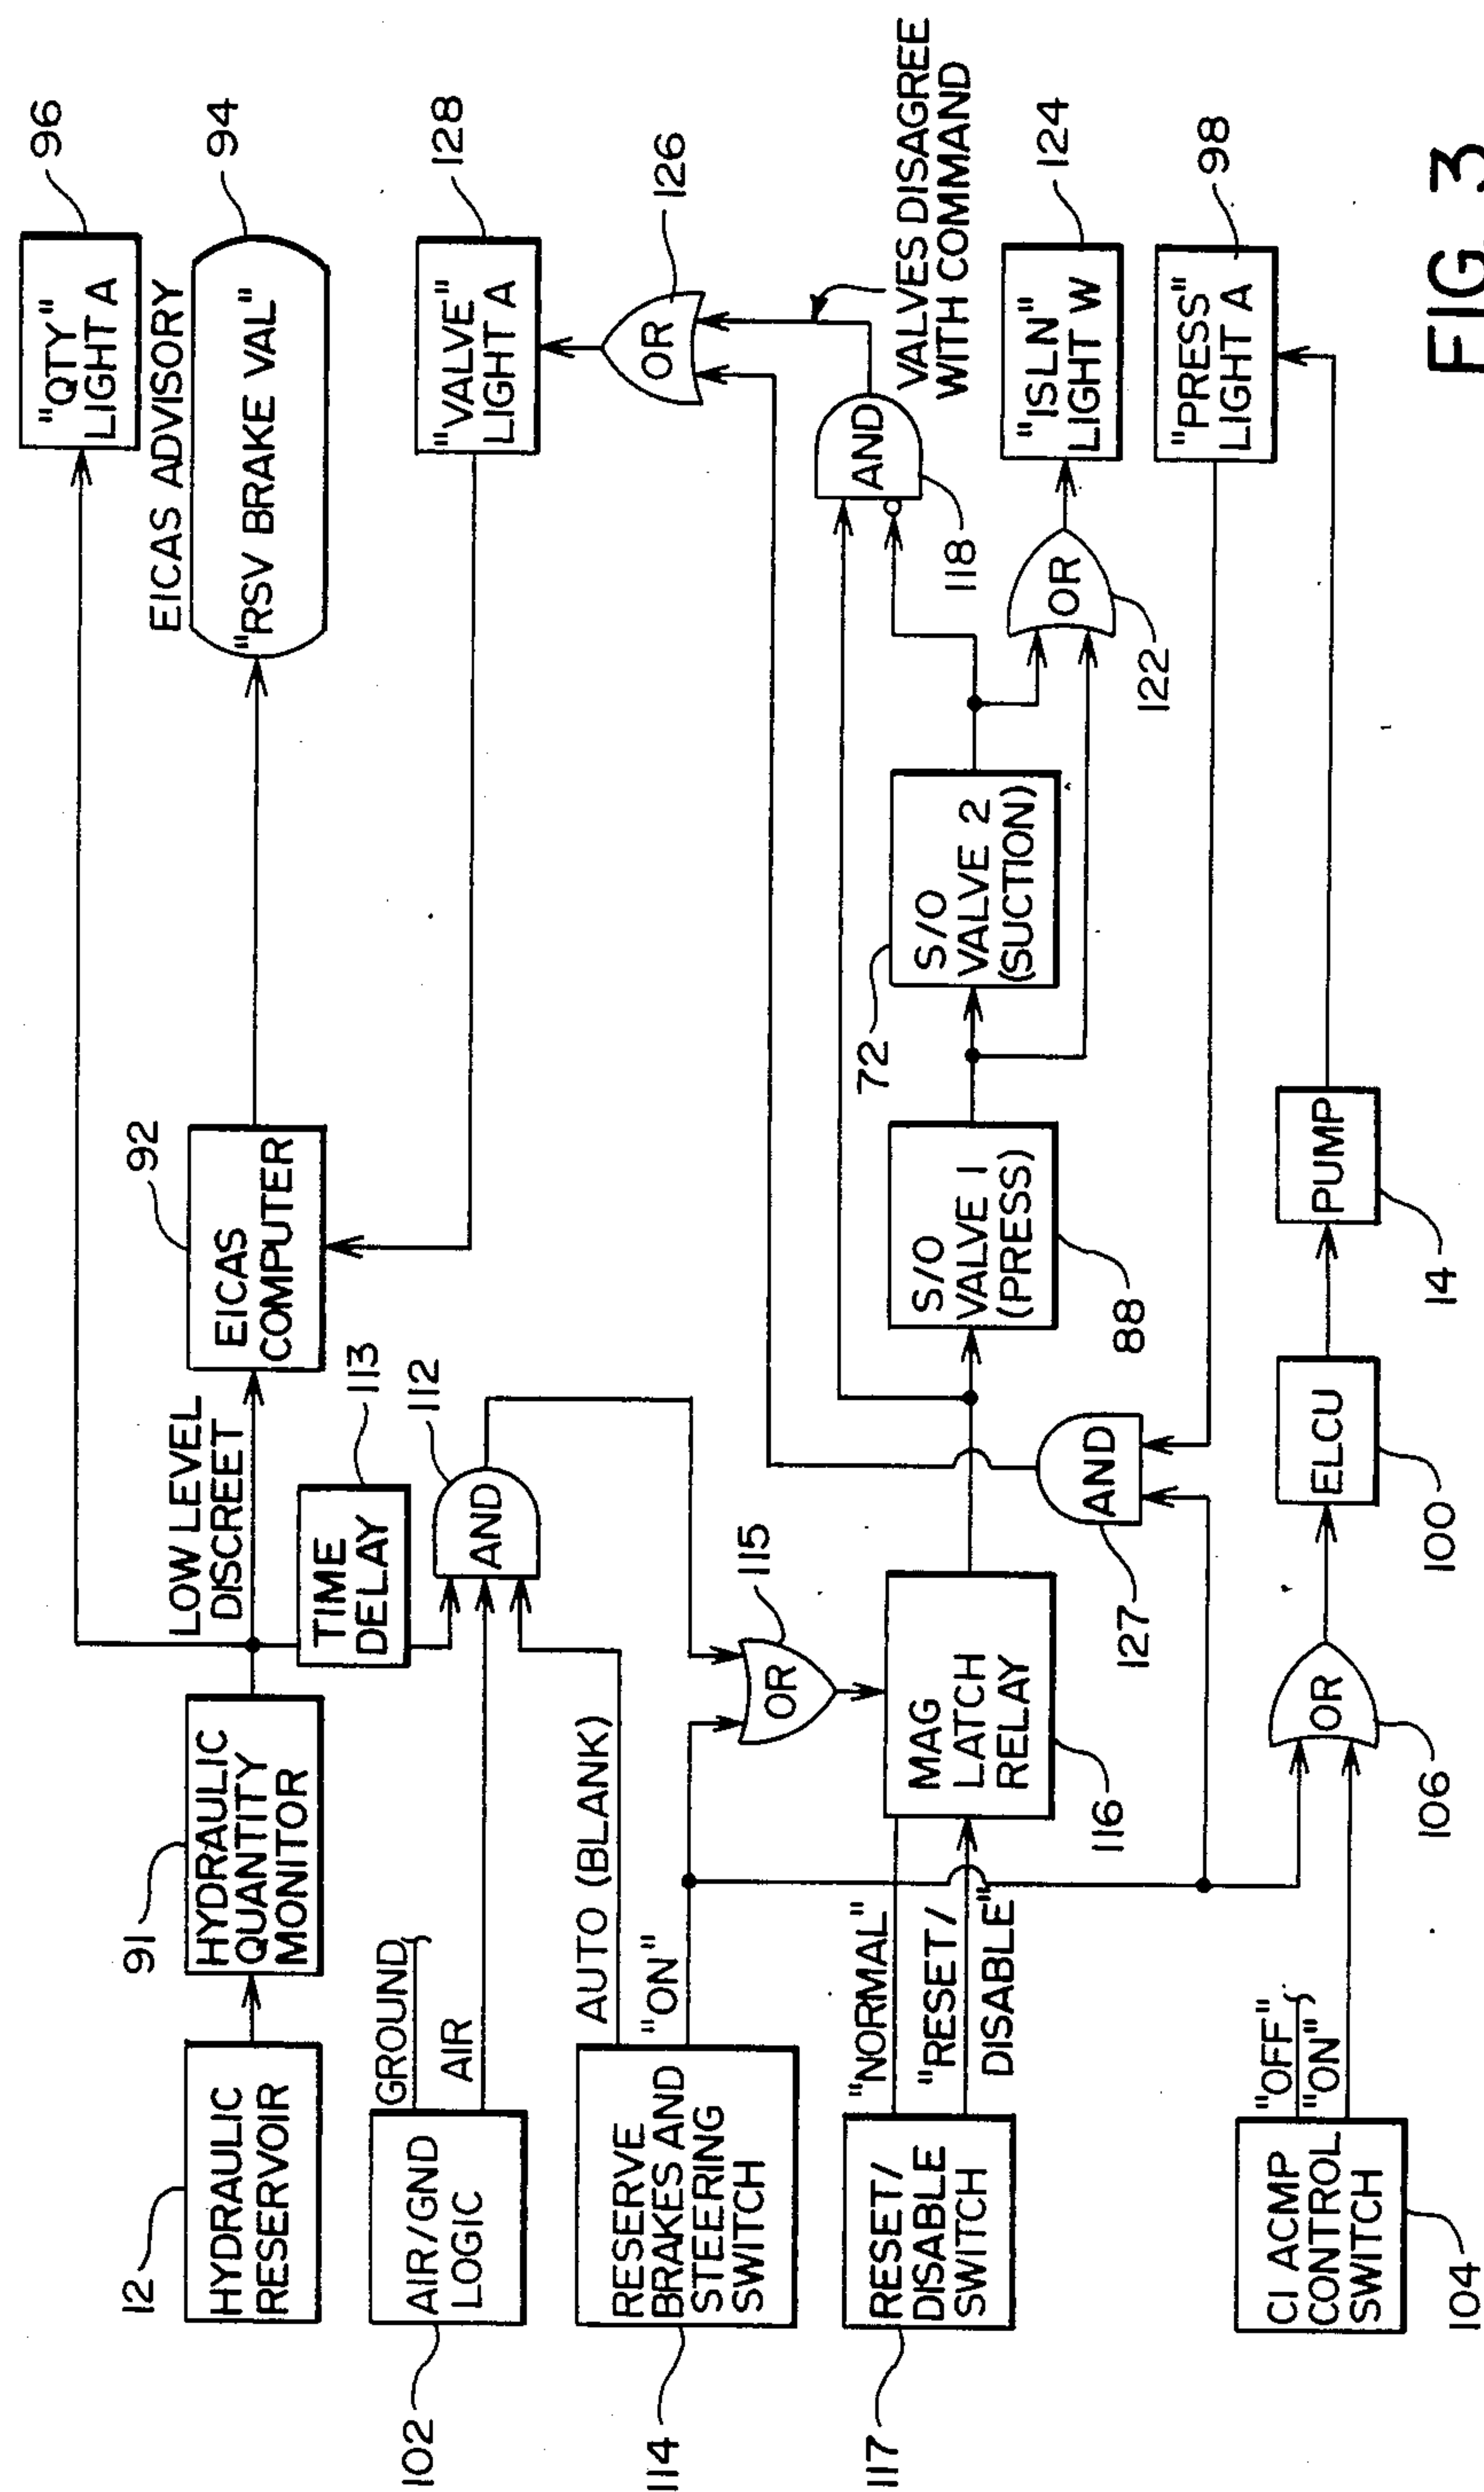 96
"QTY"
LIGHT A
EICAS ADVISORY
94
"RSV BRAKE VAL"
128
"VALVE"
LIGHT A
126
OR
VALVES DISAGREE
WITH COMMAND
AND
118
124
"ISLN"
LIGHT W
OR
122
98
"PRESS"
LIGHT A
92
EICAS
COMPUTER
LOW LEVEL
DISCREET
113
TIME
DELAY
112
AND
91
HYDRAULIC
QUANTITY
MONITOR
12
HYDRAULIC
RESERVOIR
GROUND
AIR
AIR/GND
LOGIC
102
AUTO (BLANK)
"ON"
RESERVE
BRAKES AND
STEERING
SWITCH
114
115
OR
"NORMAL"
"RESET/
DISABLE"
RESET/
DISABLE
SWITCH
117
MAG
LATCH
RELAY
116
S/O
VALVE 1
(PRESS)
88
S/O
VALVE 2
(SUCTION)
72
AND
127
"OFF"
"ON"
CI ACMP
CONTROL
SWITCH
104
OR
106
ELCU
100
PUMP
14
FIG. 3